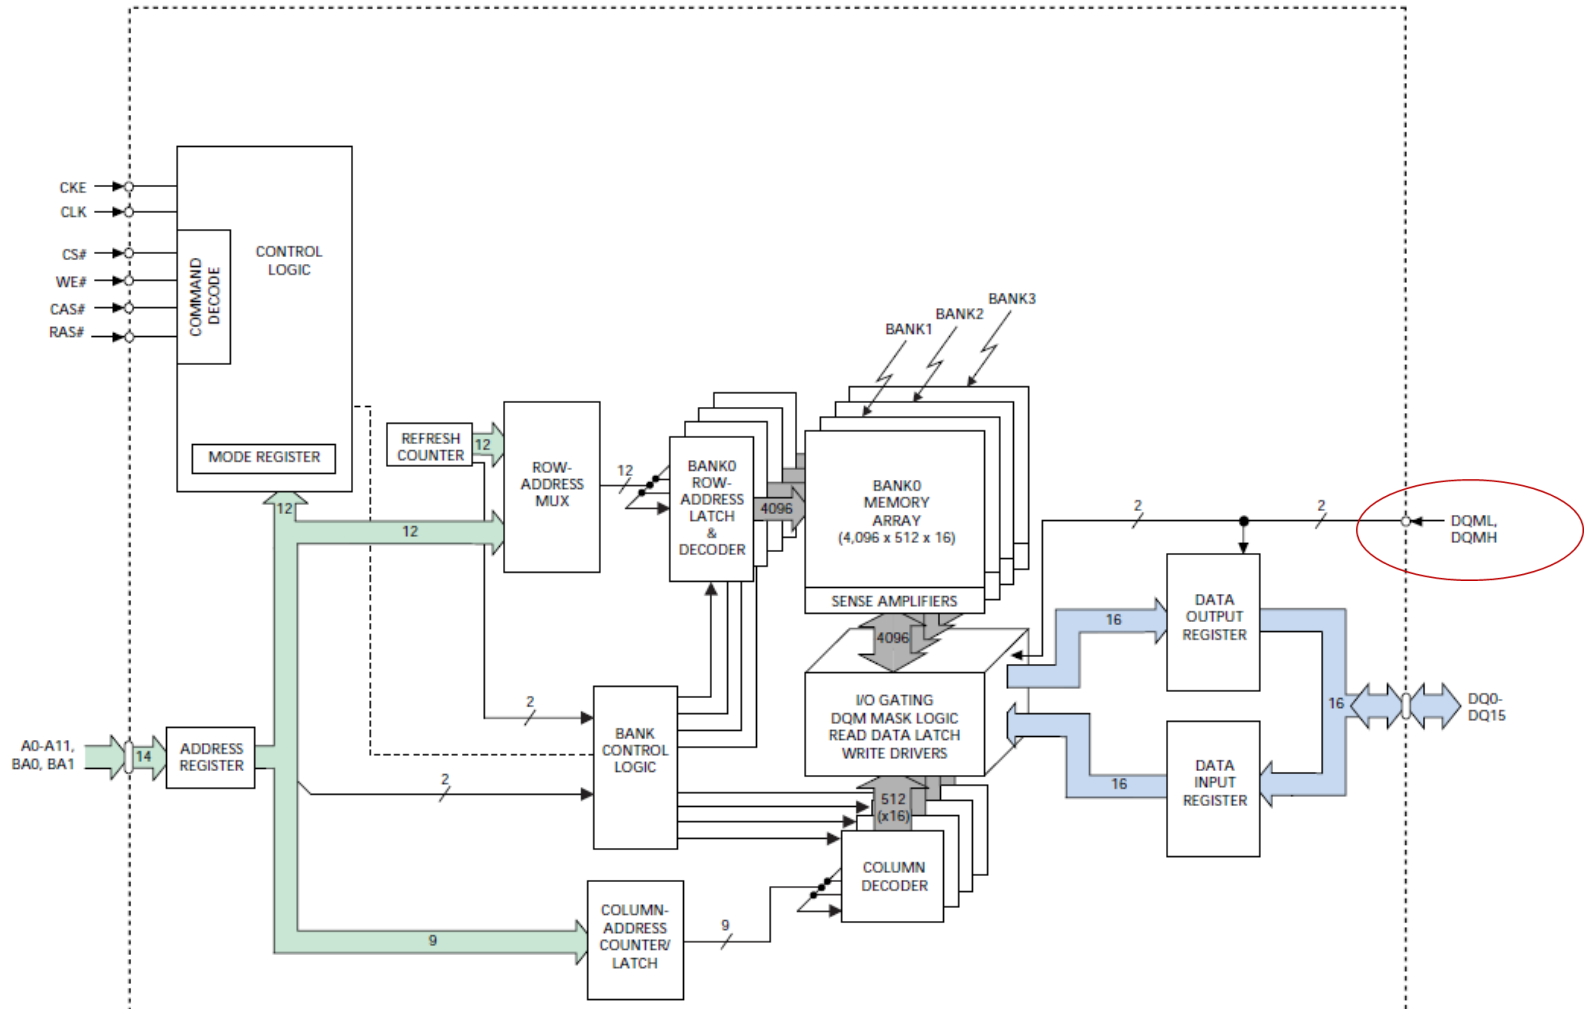 CKE
CLK
CS#
WE#
CAS#
RAS#
COMMAND
DECODE
CONTROL
LOGIC
MODE REGISTER
12
REFRESH
COUNTER
12
12
ROW-
ADDRESS
MUX
12
BANK0
ROW-
ADDRESS
LATCH
&
DECODER
4096
BANK1
BANK2
BANK3
BANK0
MEMORY
ARRAY
(4,096 x 512 x 16)
SENSE AMPLIFIERS
4096
I/O GATING
DQM MASK LOGIC
READ DATA LATCH
WRITE DRIVERS
512
(x16)
COLUMN
DECODER
2
2
DQML,
DQMH
16
DATA
OUTPUT
REGISTER
16
DQ0-
DQ15
16
DATA
INPUT
REGISTER
A0-A11,
BA0, BA1
14
ADDRESS
REGISTER
2
2
BANK
CONTROL
LOGIC
9
COLUMN-
ADDRESS
COUNTER/
LATCH
9